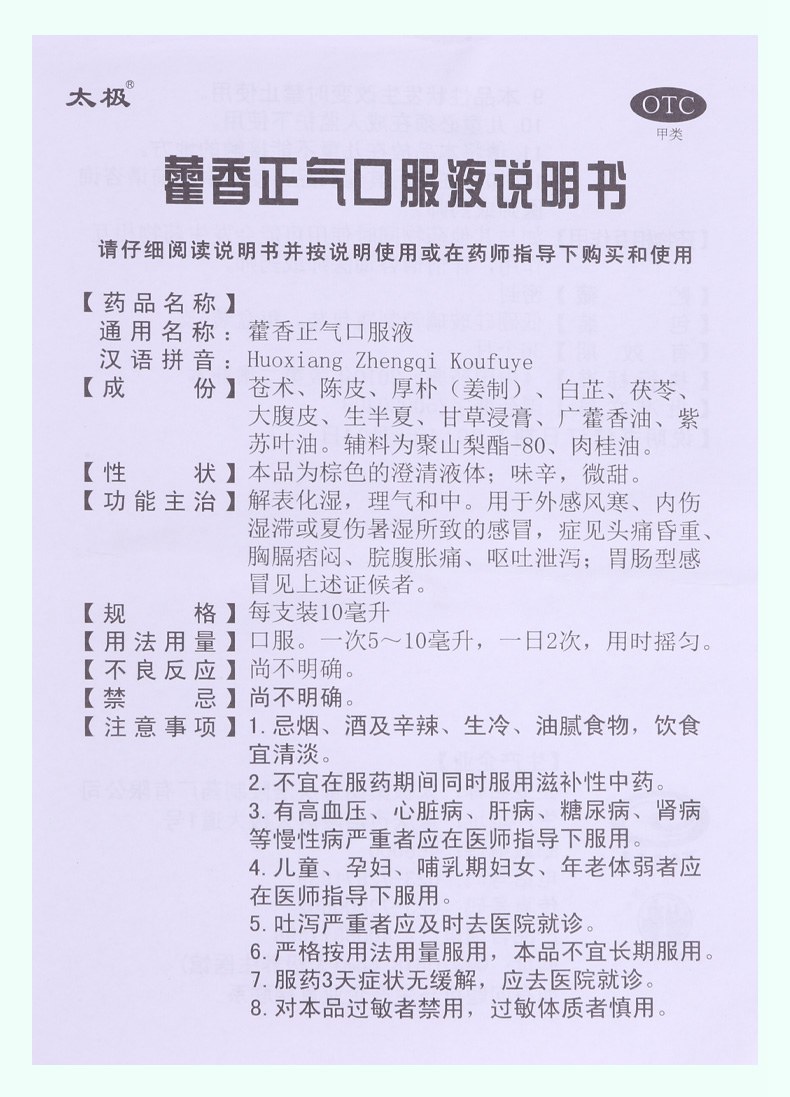 太极®
OTC
甲类
藿香正气口服液说明书
请仔细阅读说明书并按说明使用或在药师指导下购买和使用
【药品名称】
通用名称：藿香正气口服液
汉语拼音：Huoxiang Zhengqi Koufuye
【成份】苍术、陈皮、厚朴（姜制）、白芷、茯苓、
大腹皮、生半夏、甘草浸膏、广藿香油、紫
苏叶油。辅料为聚山梨酯-80、肉桂油。
【性状】本品为棕色的澄清液体；味辛，微甜。
【功能主治】解表化湿，理气和中。用于外感风寒、内伤
湿滞或夏伤暑湿所致的感冒，症见头痛昏重、
胸膈痞闷、脘腹胀痛、呕吐泄泻；胃肠型感
冒见上述证候者。
【规格】每支装10毫升
【用法用量】口服。一次5～10毫升，一日2次，用时摇匀。
【不良反应】尚不明确。
【禁忌】尚不明确。
【注意事项】1. 忌烟、酒及辛辣、生冷、油腻食物，饮食
宜清淡。
2. 不宜在服药期间同时服用滋补性中药。
3. 有高血压、心脏病、肝病、糖尿病、肾病
等慢性病严重者应在医师指导下服用。
4. 儿童、孕妇、哺乳期妇女、年老体弱者应
在医师指导下服用。
5. 吐泻严重者应及时去医院就诊。
6. 严格按用法用量服用，本品不宜长期服用。
7. 服药3天症状无缓解，应去医院就诊。
8. 对本品过敏者禁用，过敏体质者慎用。